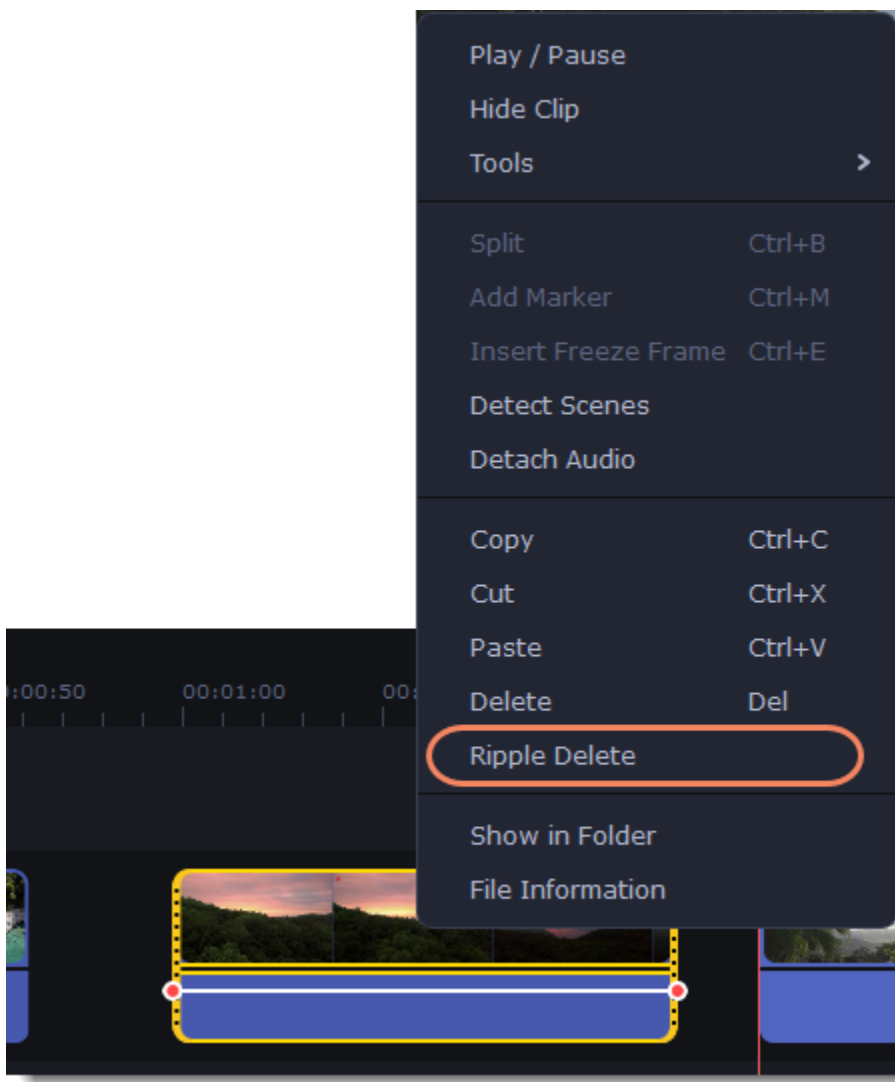 Play / Pause
Hide Clip
Tools
Split Ctrl+B
Add Marker Ctrl+M
Insert Freeze Frame Ctrl+E
Detect Scenes
Detach Audio
Copy Ctrl+C
Cut Ctrl+X
Paste Ctrl+V
Delete Del
Ripple Delete
Show in Folder
File Information
:00:50 00:01:00 00: